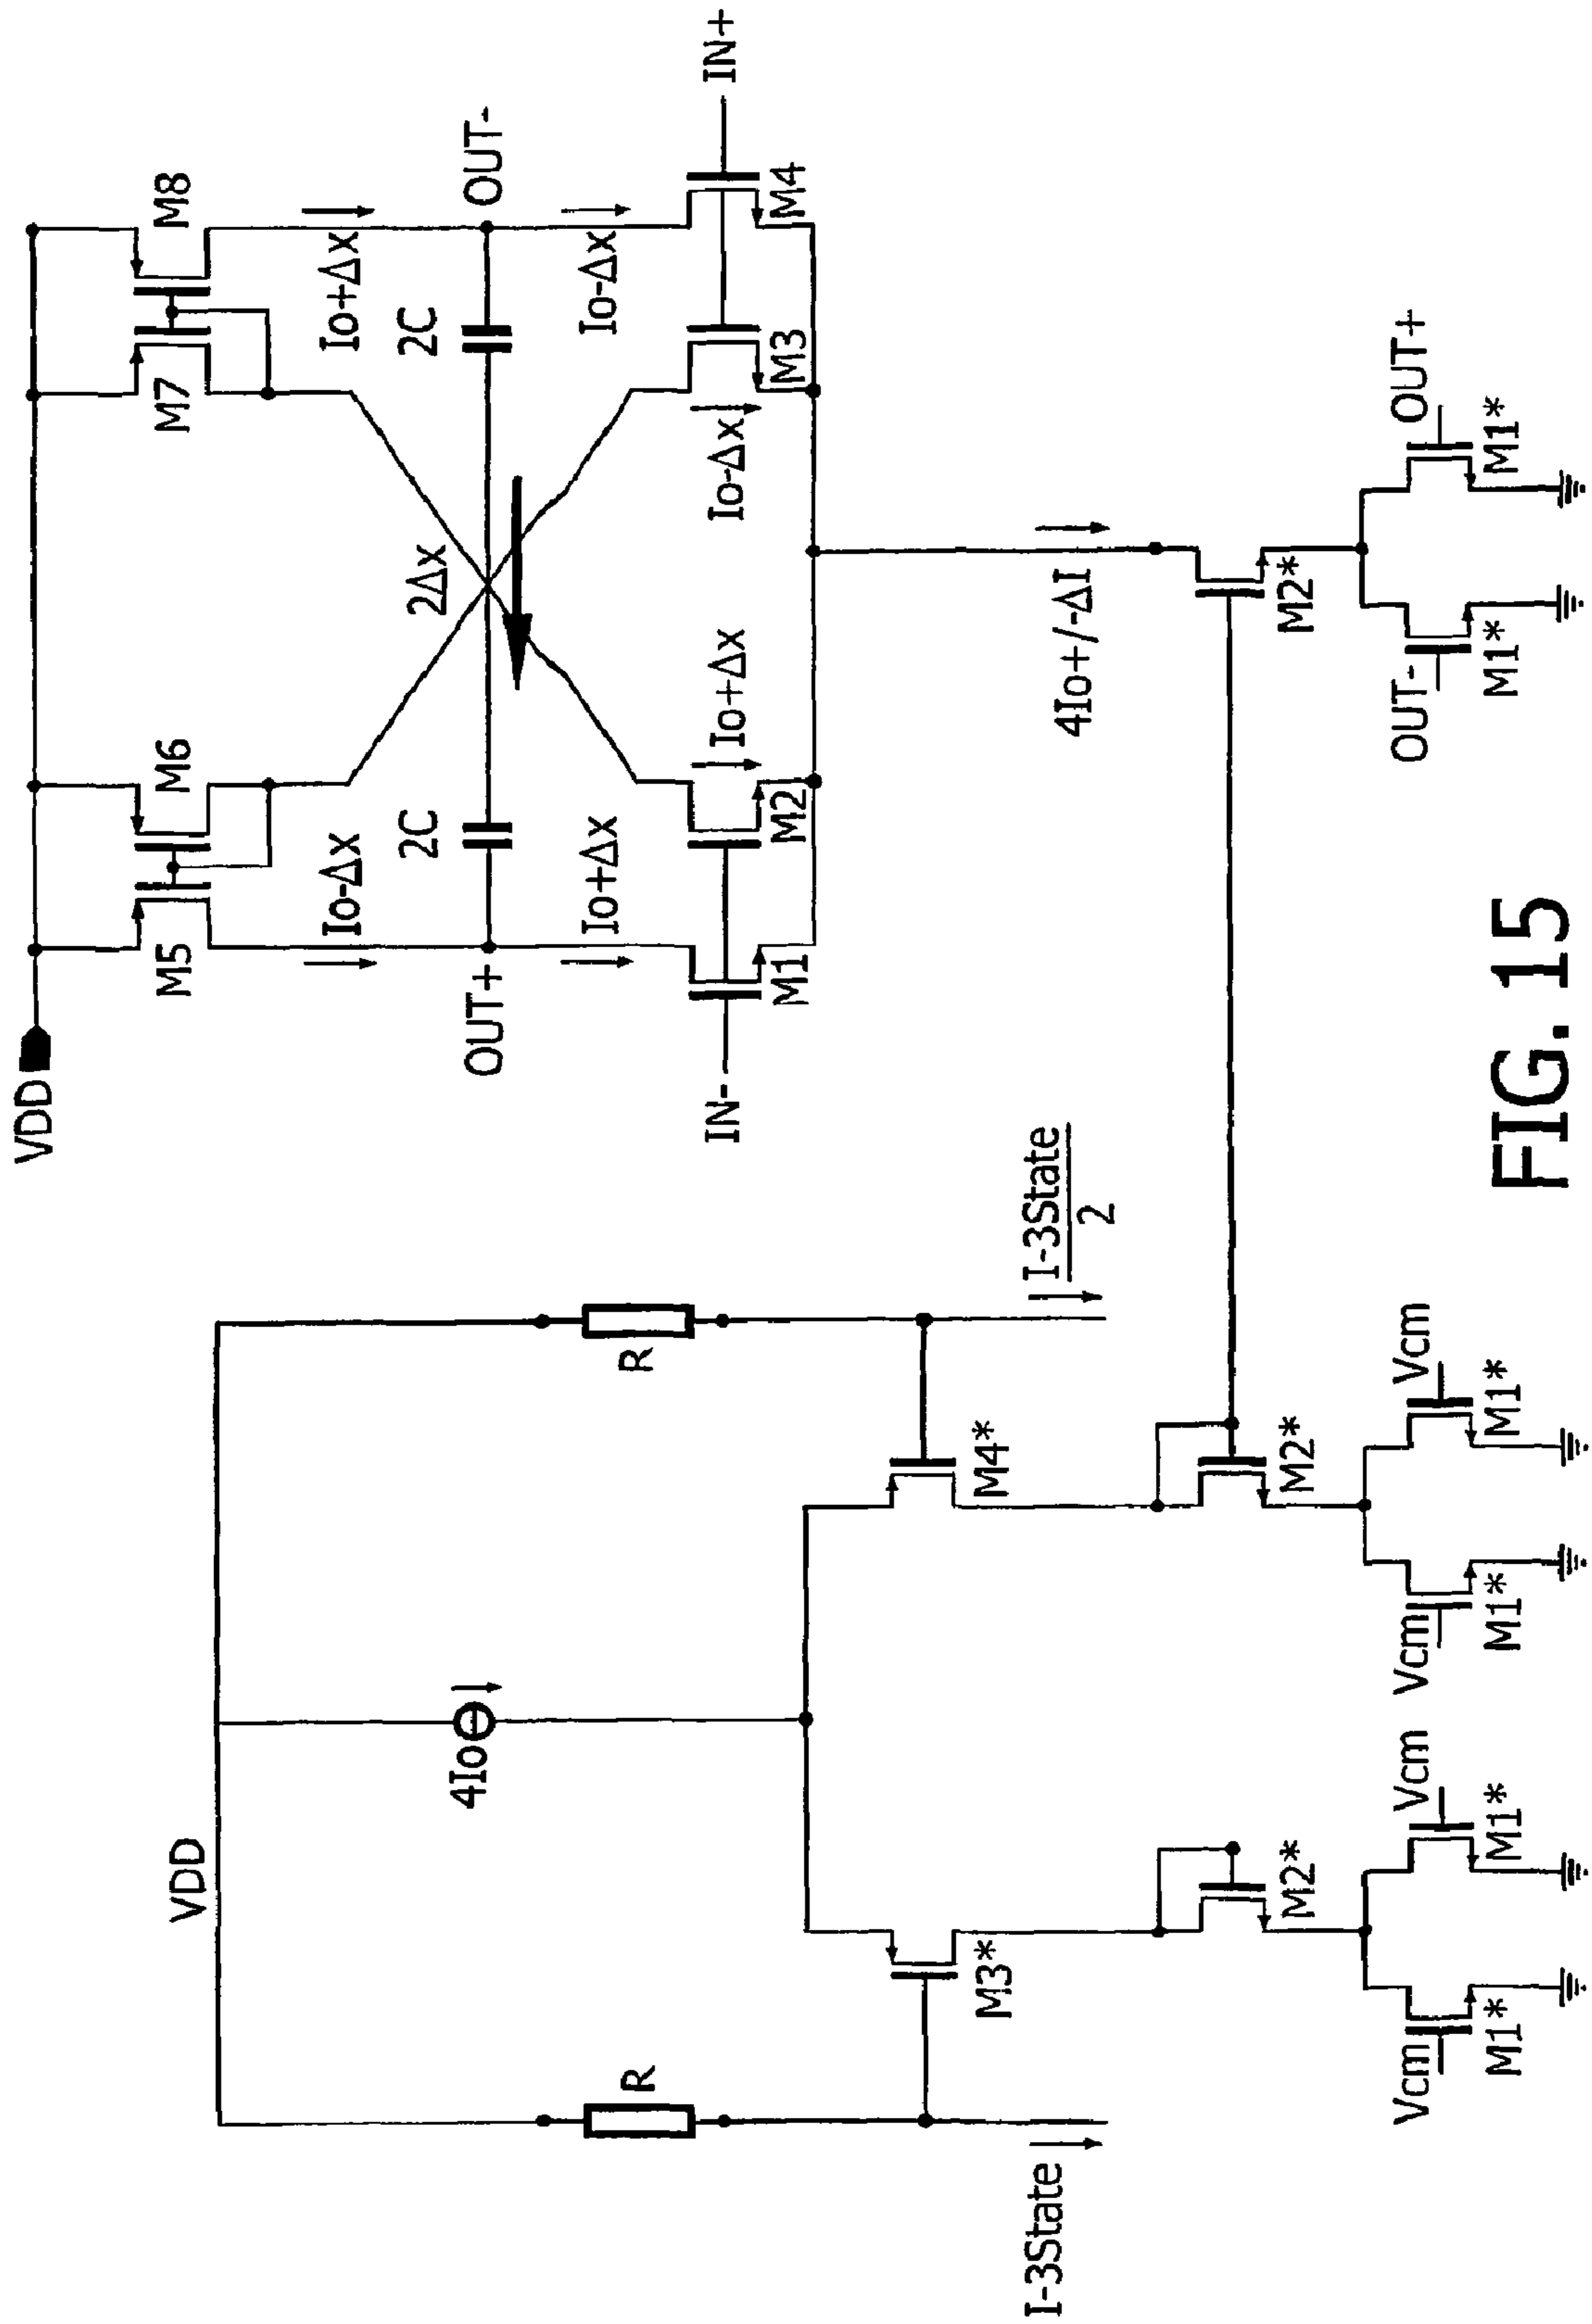 VDD
M5
M6
M7
M8
Io-Δx
Io+Δx
OUT+
2C
2Δx
2C
OUT-
Io+Δx
Io-Δx
IN-
M1
M2
Io+Δx
Io-Δx
M3
M4
IN+
4Io+/-ΔI
M2*
OUT-
M1*
OUT+
M1*
VDD
R
4Io
R
I-3State
M3*
M4*
I-3State
2
M2*
M2*
Vcm
M1*
Vcm
M1*
Vcm
M1*
Vcm
M1*
FIG. 15